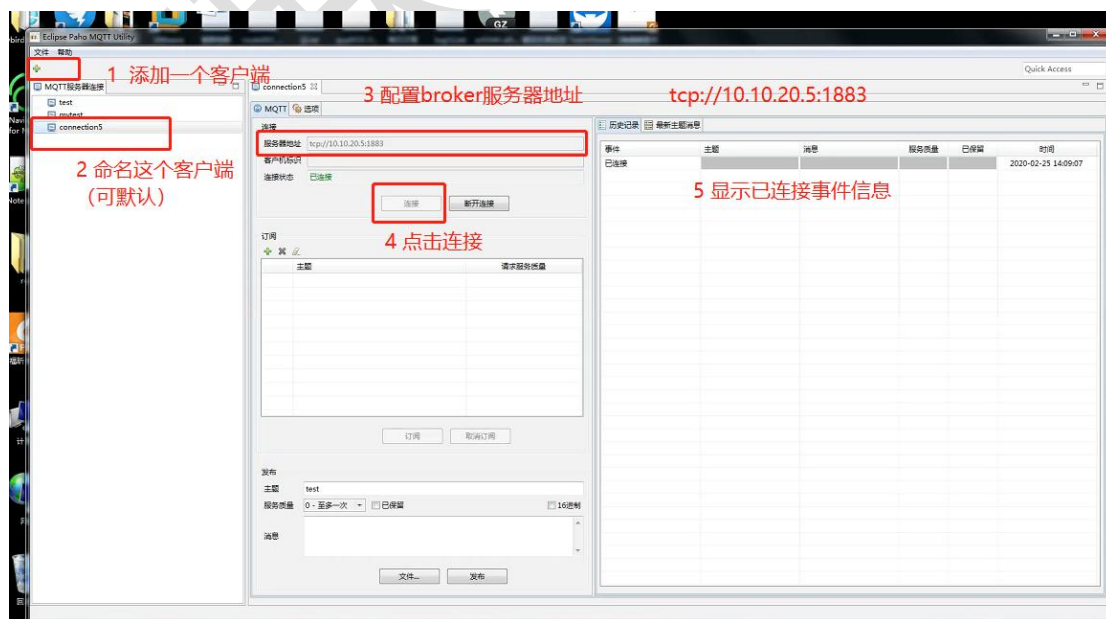 GZ
Eclipse Paho MQTT Utility
文件 帮助
1 添加一个客户端
Quick Access
MQTT服务器连接
test
mytest
connection5
2 命名这个客户端
（可默认）
connection5
3 配置broker服务器地址 tcp://10.10.20.5:1883
MQTT 选项
连接
服务器地址 tcp://10.10.20.5:1883
客户机标识
连接状态 已连接
连接 断开连接
4 点击连接
订阅
主题 请求服务质量
订阅 取消订阅
发布
主题 test
服务质量 0 - 至多一次 已保留 16进制
消息
文件... 发布
历史记录 最新主题消息
事件 主题 消息 服务质量 已保留 时间
已连接 2020-02-25 14:09:07
5 显示已连接事件信息